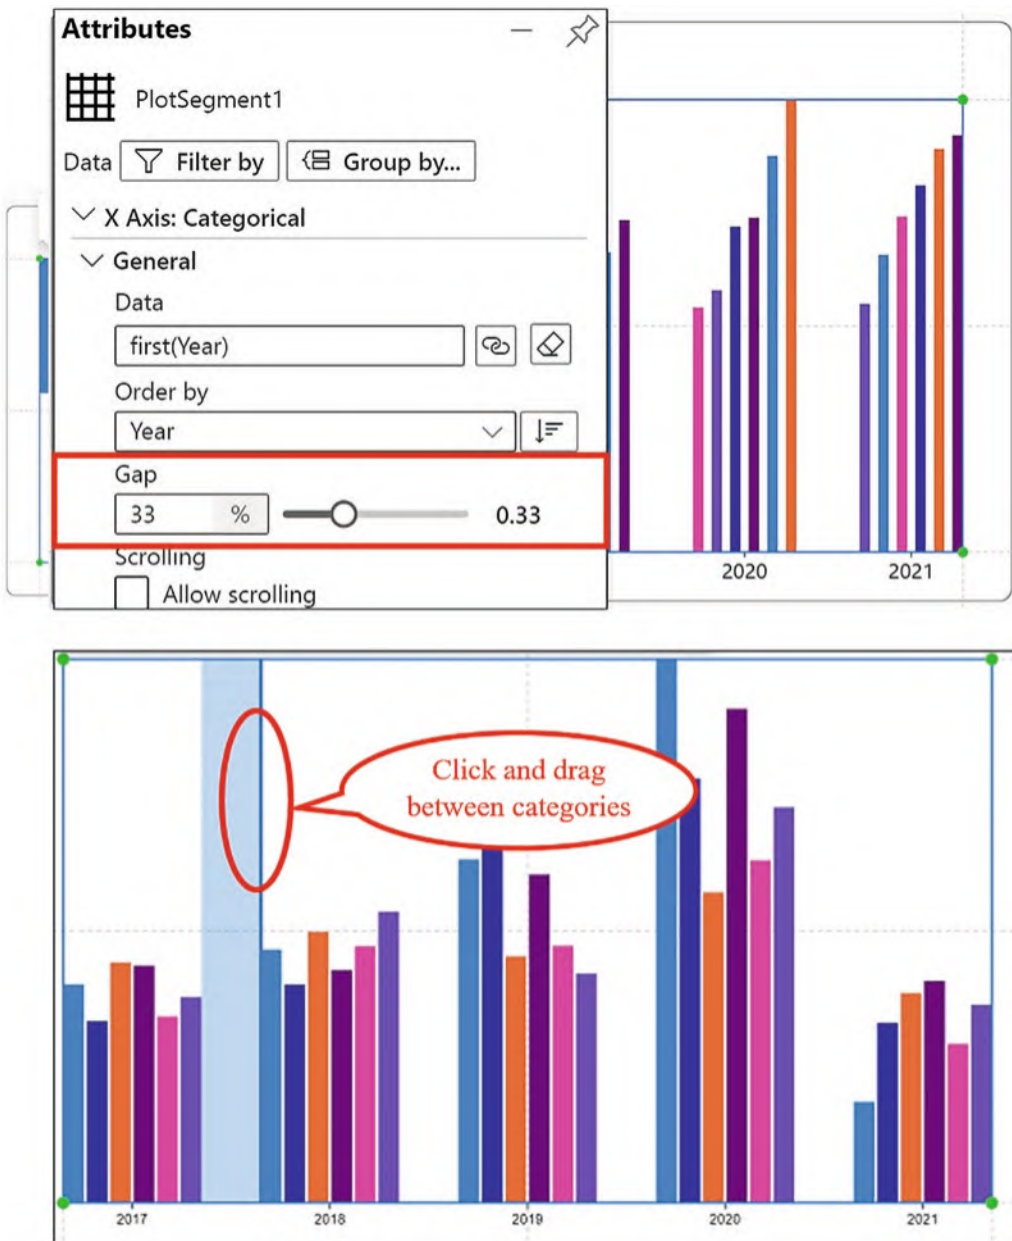 Attributes
PlotSegment1
Data Filter by Group by...
X Axis: Categorical
General
Data
first(Year)
Order by
Year
Gap
33 % 0.33
Scrolling
Allow scrolling
2020 2021
Click and drag
between categories
2017 2018 2019 2020 2021